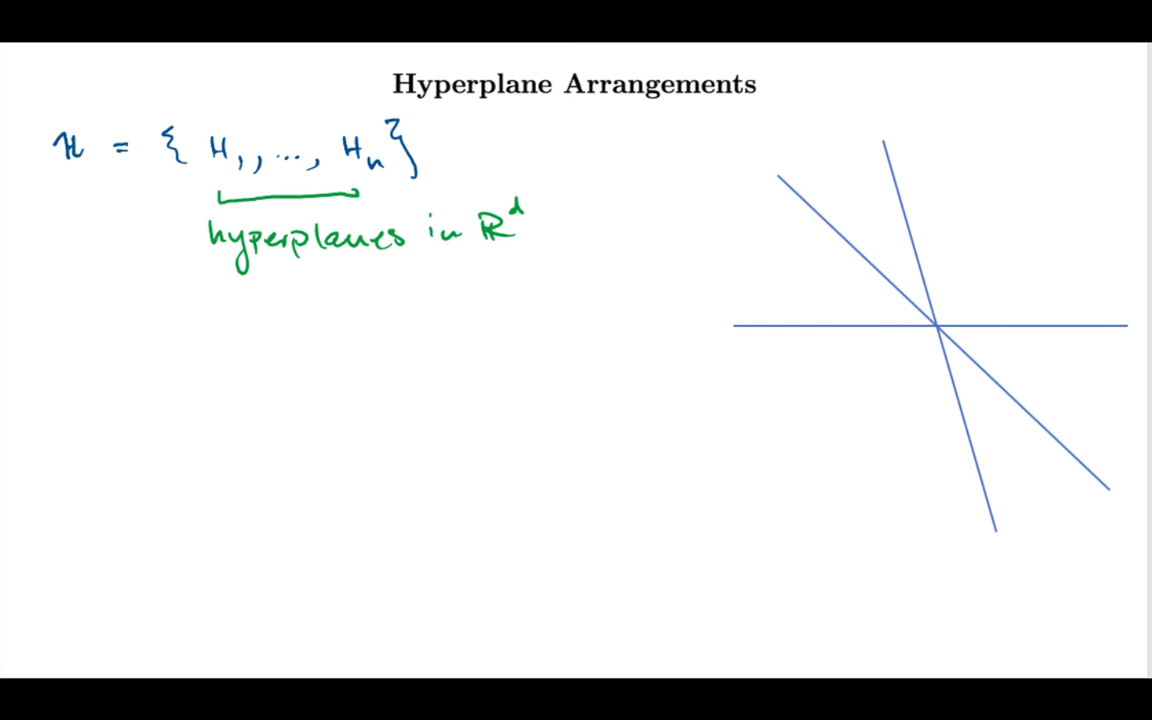 Hyperplane Arrangements
ℋ = { H₁, ..., Hₙ }
hyperplanes in ℝᵈ